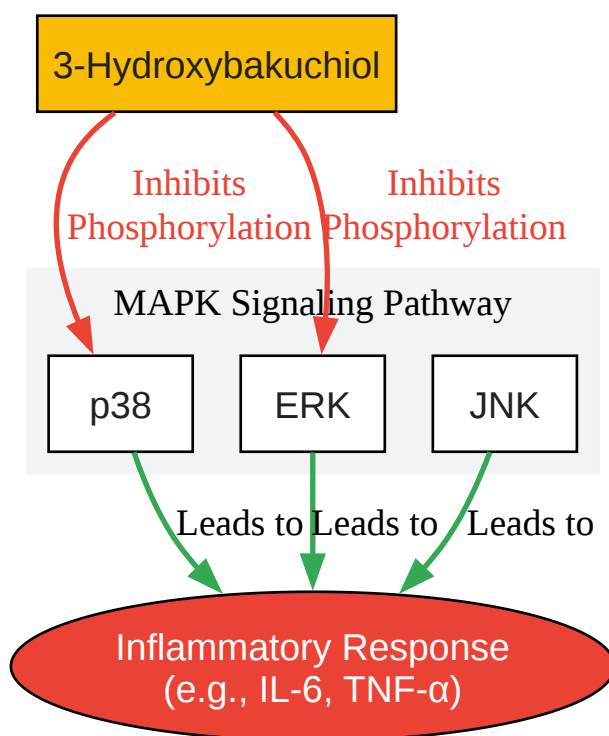 3-Hydroxybakuchiol
Inhibits
Phosphorylation
Inhibits
Phosphorylation
MAPK Signaling Pathway
p38
ERK
JNK
Leads to
Leads to
Leads to
Inflammatory Response
(e.g., IL-6, TNF-α)